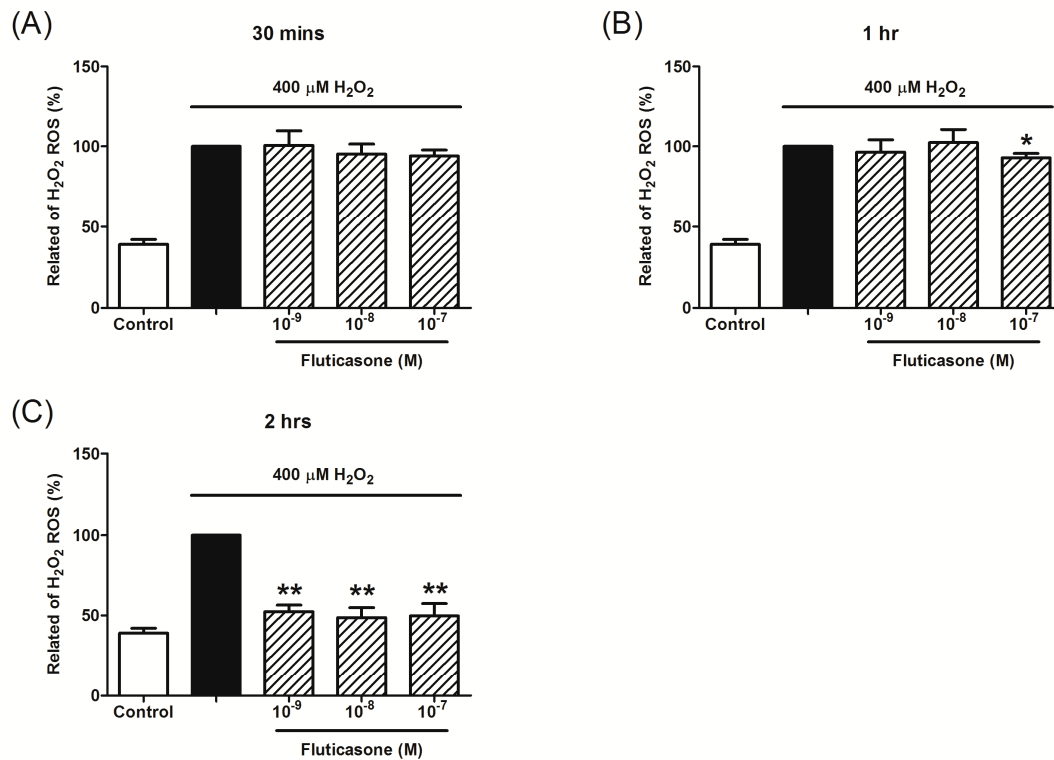 (A)
30 mins
Related of H₂O₂ ROS (%)
150
100
50
0
400 μM H₂O₂
Control
10⁻⁹ 10⁻⁸ 10⁻⁷
Fluticasone (M)
(B)
1 hr
Related of H₂O₂ ROS (%)
150
100
50
0
400 μM H₂O₂
*
Control
10⁻⁹ 10⁻⁸ 10⁻⁷
Fluticasone (M)
(C)
2 hrs
Related of H₂O₂ ROS (%)
150
100
50
0
400 μM H₂O₂
** ** **
Control
10⁻⁹ 10⁻⁸ 10⁻⁷
Fluticasone (M)